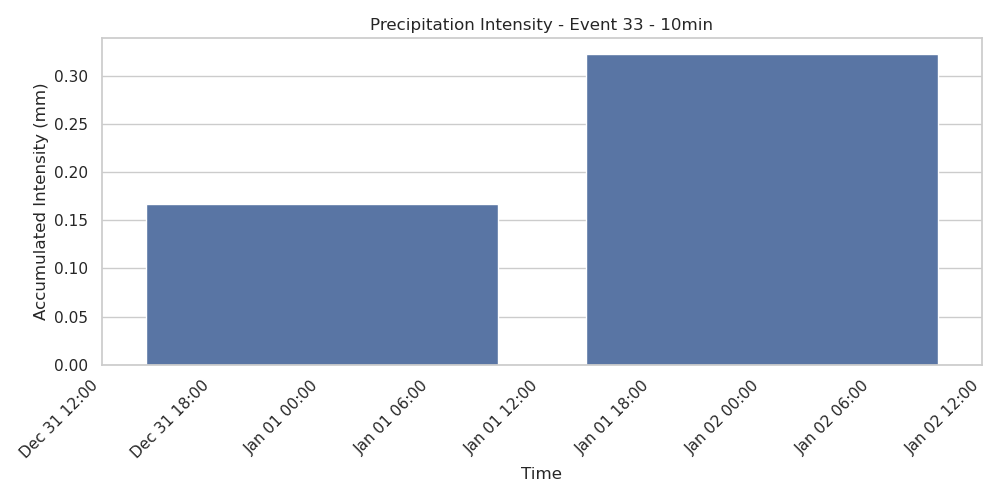 Precipitation Intensity - Event 33 - 10min
Accumulated Intensity (mm)
0.30
0.25
0.20
0.15
0.10
0.05
0.00
Dec 31 12:00
Dec 31 18:00
Jan 01 00:00
Jan 01 06:00
Jan 01 12:00
Jan 01 18:00
Jan 02 00:00
Jan 02 06:00
Jan 02 12:00
Time